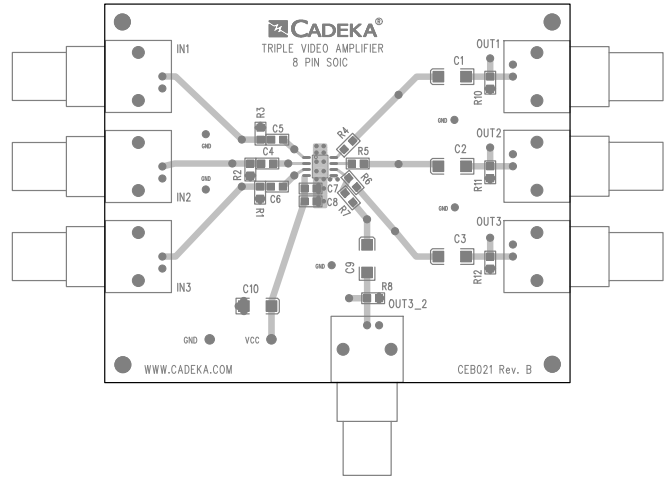 CADEKA®
TRIPLE VIDEO AMPLIFIER
8 PIN SOIC
IN1
OUT1
C1
R10
R3
C5
GND
GND
R4
OUT2
C4
R5
C2
R2
R11
GND
C7
R6
IN2
C6
C8
R7
R1
GND
OUT3
C3
C9
GND
R12
IN3
C10
R8
OUT3_2
GND
VCC
WWW.CADEKA.COM
CEB021 Rev. B